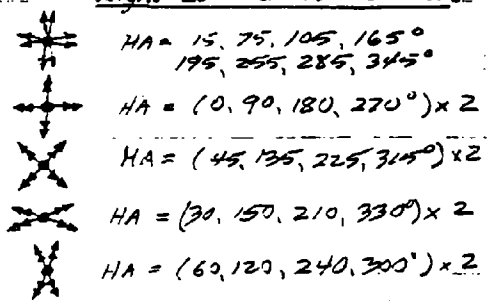 HA = 15, 75, 105, 165°
195, 255, 285, 345°
HA = (0, 90, 180, 270°) x 2
HA = (45, 135, 225, 315°) x 2
HA = (30, 150, 210, 330°) x 2
HA = (60, 120, 240, 300°) x 2